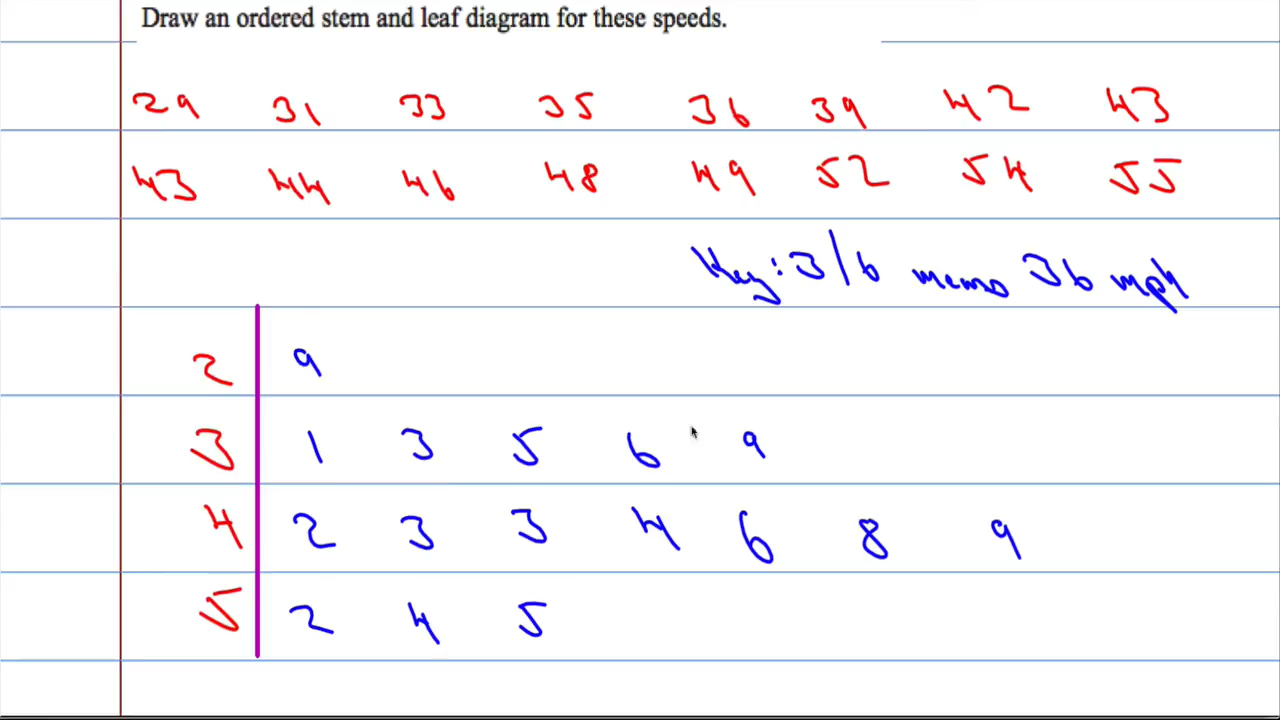 Draw an ordered stem and leaf diagram for these speeds.
29 31 33 35 36 39 42 43
43 44 46 48 49 52 54 55
Key: 3/6 means 36 mph
2 | 9
3 | 1 3 5 6 9
4 | 2 3 3 4 6 8 9
5 | 2 4 5